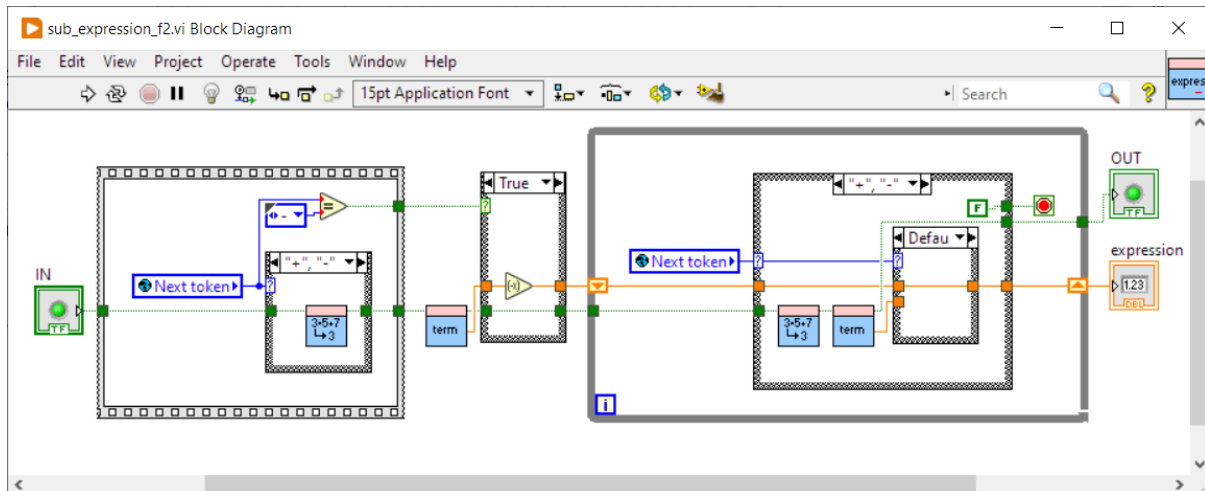 sub_expression_f2.vi Block Diagram
File Edit View Project Operate Tools Window Help
15pt Application Font
Search
?
expres
IN
TF
Next token
-
=
?
"+", "-"
3*5+7
↳3
term
True
?
(-x)
i
Next token
"+", "-"
?
F
Defau
?
3*5+7
↳3
term
OUT
TF
expression
1.23
DBL